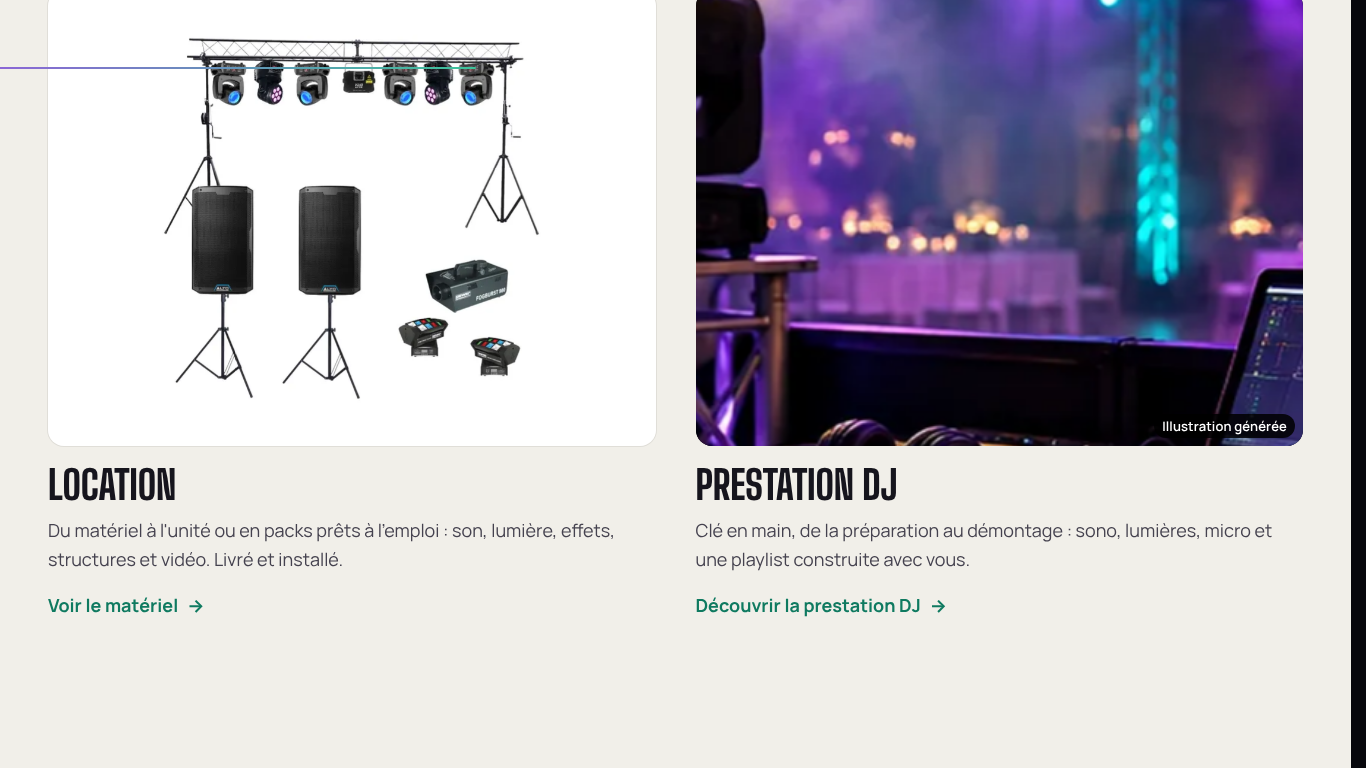 FOGBURST
Illustration générée
LOCATION
Du matériel à l'unité ou en packs prêts à l'emploi : son, lumière, effets,
structures et vidéo. Livré et installé.
Voir le matériel →
PRESTATION DJ
Clé en main, de la préparation au démontage : sono, lumières, micro et
une playlist construite avec vous.
Découvrir la prestation DJ →